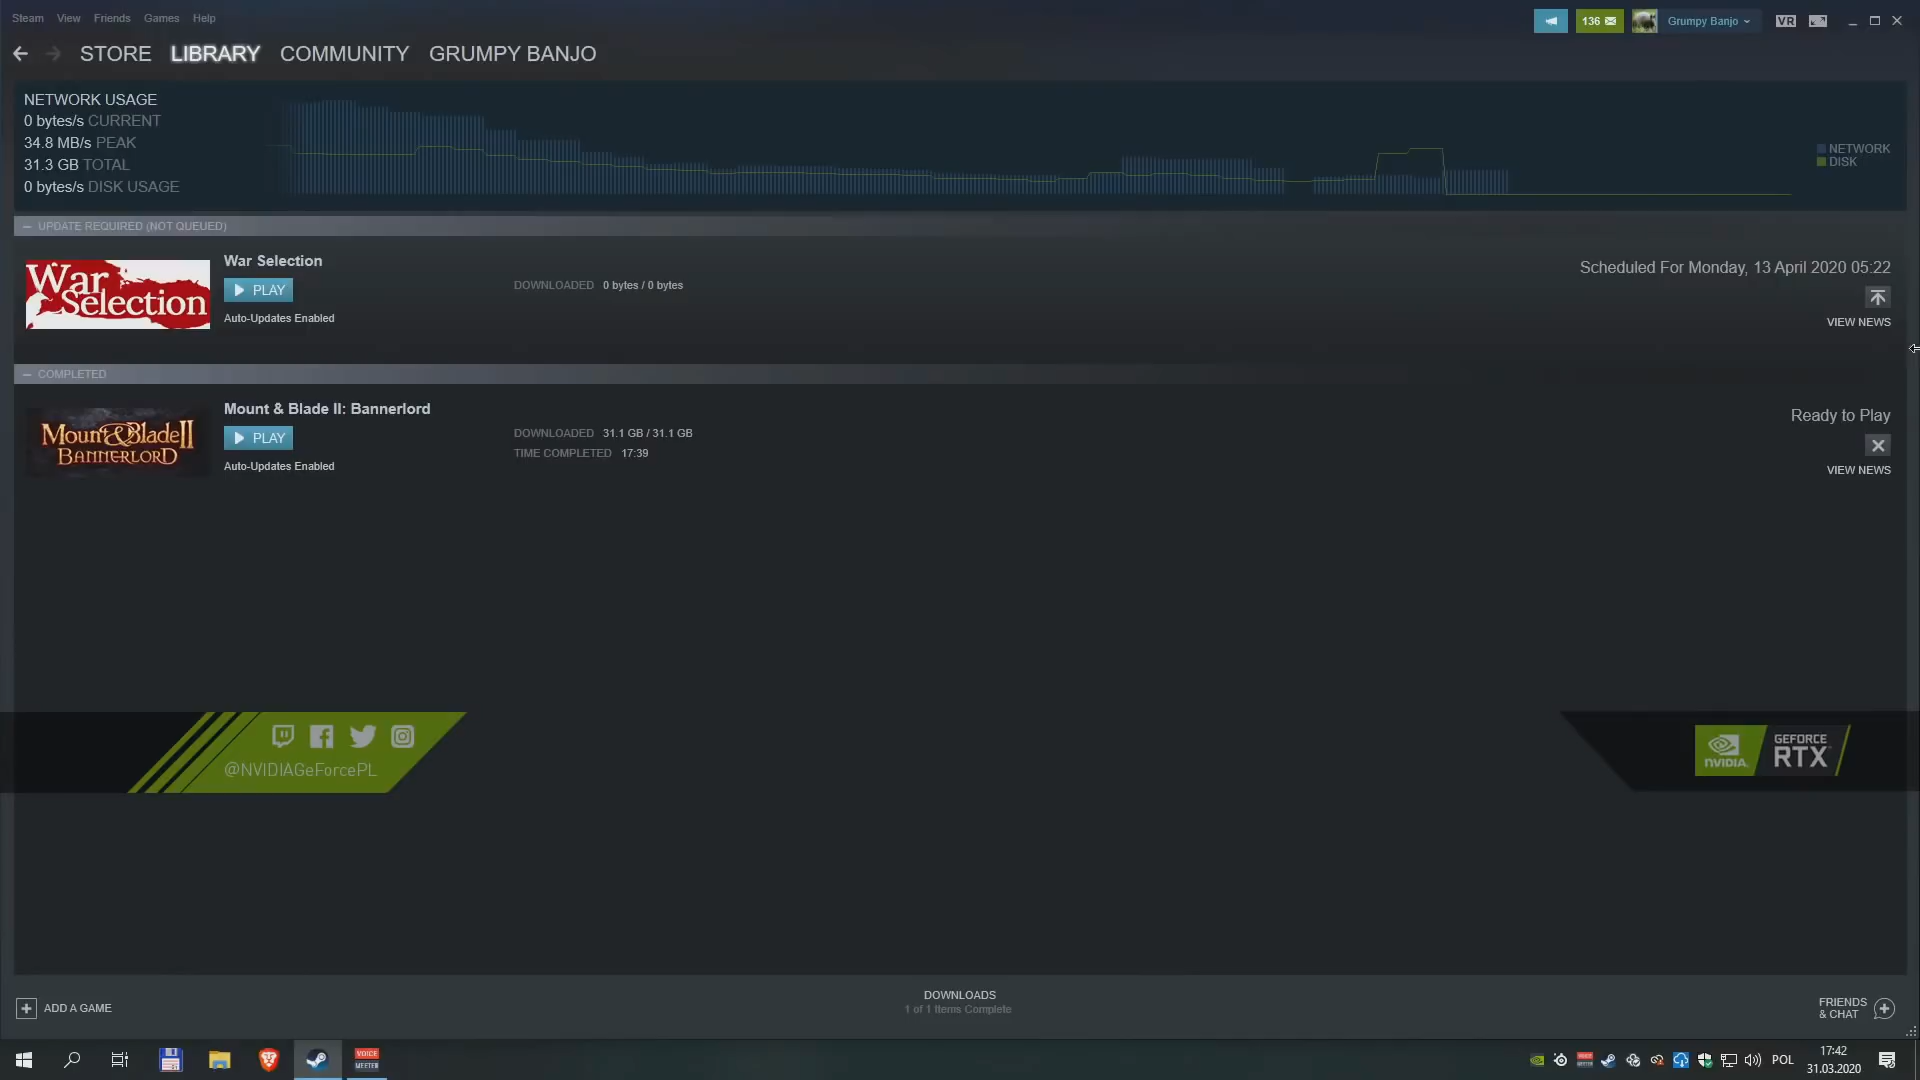 Steam View Friends Games Help
136
Grumpy Banjo
VR
STORE LIBRARY COMMUNITY GRUMPY BANJO
NETWORK USAGE
0 bytes/s CURRENT
34.8 MB/s PEAK
31.3 GB TOTAL
0 bytes/s DISK USAGE
NETWORK
DISK
UPDATE REQUIRED (NOT QUEUED)
War Selection
War Selection
PLAY
Auto-Updates Enabled
DOWNLOADED 0 bytes / 0 bytes
Scheduled For Monday, 13 April 2020 05:22
VIEW NEWS
COMPLETED
Mount & Blade II
BANNERLORD
Mount & Blade II: Bannerlord
PLAY
Auto-Updates Enabled
DOWNLOADED 31.1 GB / 31.1 GB
TIME COMPLETED 17:39
Ready to Play
VIEW NEWS
@NVIDIAGeForcePL
NVIDIA.
GEFORCE
RTX
ADD A GAME
DOWNLOADS
1 of 1 Items Complete
FRIENDS
& CHAT
VOICE
MEETER
POL
17:42
31.03.2020